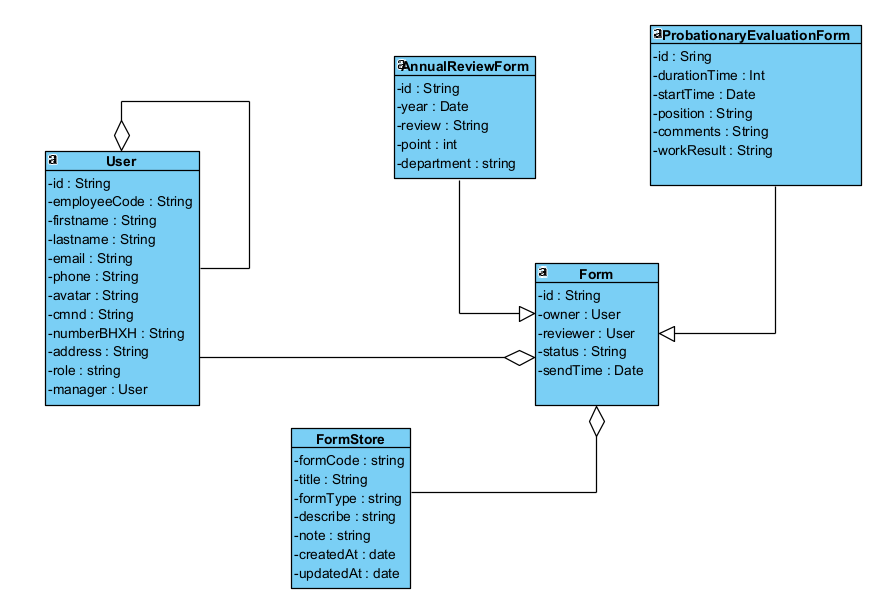 a
User
-id : String
-employeeCode : String
-firstname : String
-lastname : String
-email : String
-phone : String
-avatar : String
-cmnd : String
-numberBHXH : String
-address : String
-role : string
-manager : User
a
AnnualReviewForm
-id : String
-year : Date
-review : String
-point : int
-department : string
a
ProbationaryEvaluationForm
-id : Sring
-durationTime : Int
-startTime : Date
-position : String
-comments : String
-workResult : String
a
Form
-id : String
-owner : User
-reviewer : User
-status : String
-sendTime : Date
FormStore
-formCode : string
-title : String
-formType : string
-describe : string
-note : string
-createdAt : date
-updatedAt : date